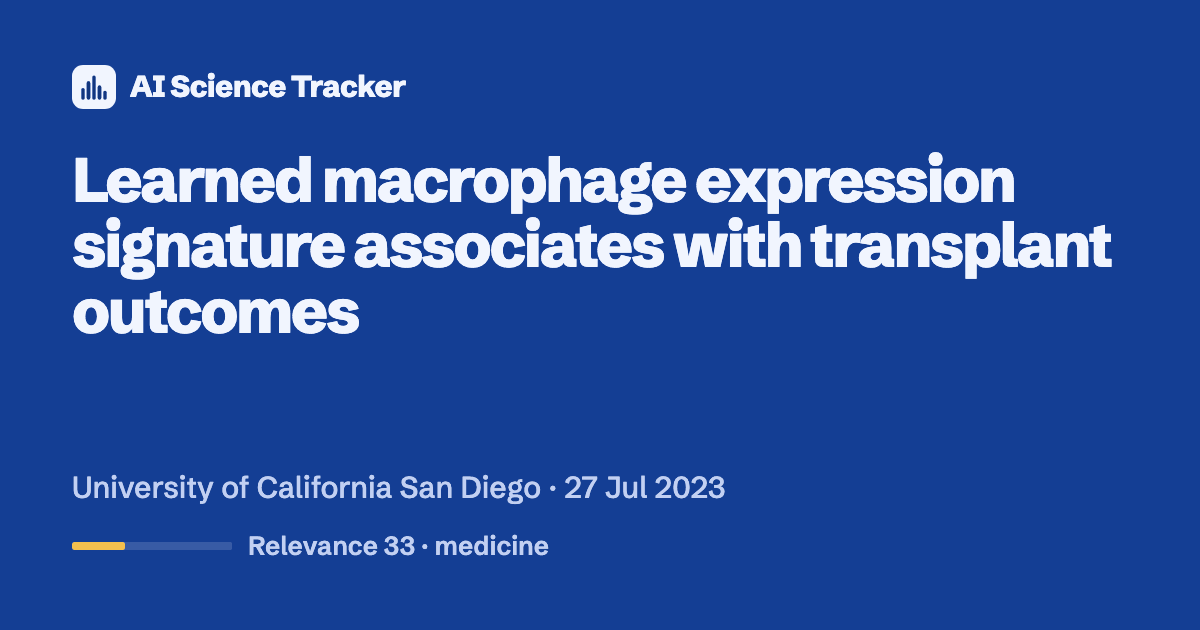 AI Science Tracker
Learned macrophage expression
signature associates with transplant
outcomes
University of California San Diego · 27 Jul 2023
Relevance 33 · medicine